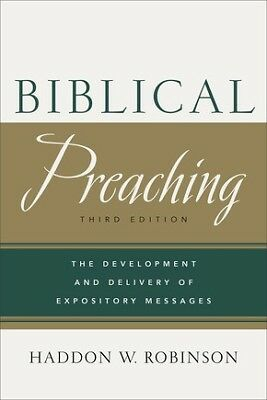 BIBLICAL
Preaching
THIRD EDITION
THE DEVELOPMENT
AND DELIVERY OF
EXPOSITORY MESSAGES
HADDON W. ROBINSON